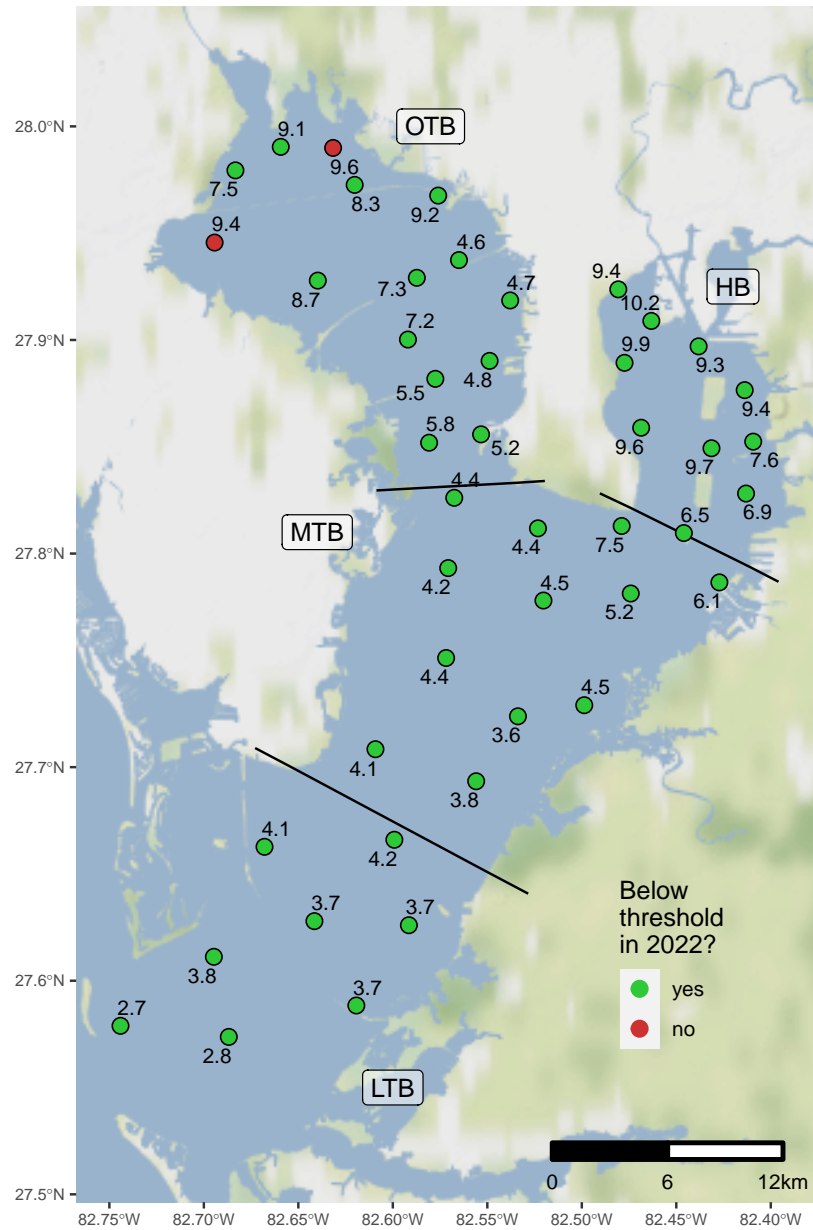 28.0°N
9.1
OTB
9.6
7.5
8.3
9.2
9.4
4.6
9.4
HB
8.7
7.3
4.7
10.2
27.9°N
7.2
9.9
9.3
5.5
4.8
9.4
5.8
5.2
9.6
9.7
7.6
4.4
6.9
6.5
MTB
4.4
7.5
27.8°N
4.2
4.5
5.2
6.1
4.4
4.5
3.6
4.1
27.7°N
3.8
4.1
4.2
3.7
3.7
Below
threshold
in 2022?
3.8
27.6°N
3.7
yes
2.7
no
2.8
LTB
0 6 12km
27.5°N
82.75°W 82.70°W 82.65°W 82.60°W 82.55°W 82.50°W 82.45°W 82.40°W